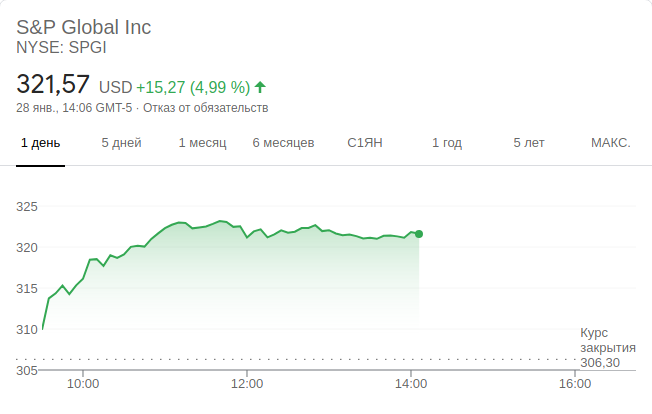 S&P Global Inc
NYSE: SPGI
321,57 USD +15,27 (4,99 %)
28 янв., 14:06 GMT-5 · Отказ от обязательств
1 день 5 дней 1 месяц 6 месяцев С1ЯН 1 год 5 лет МАКС.
325
320
315
310
Курс
закрытия
306,30
305
10:00 12:00 14:00 16:00